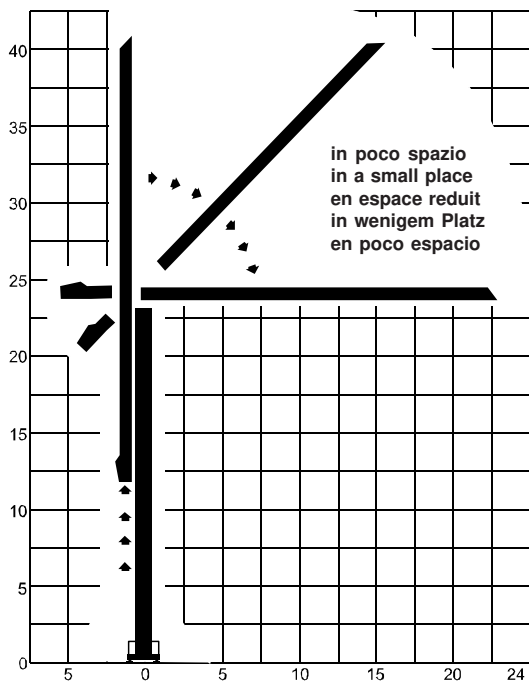 40
35
in poco spazio
in a small place
en espace reduit
in wenigem Platz
en poco espacio
30
25
20
15
10
5
0
5 0 5 10 15 20 24